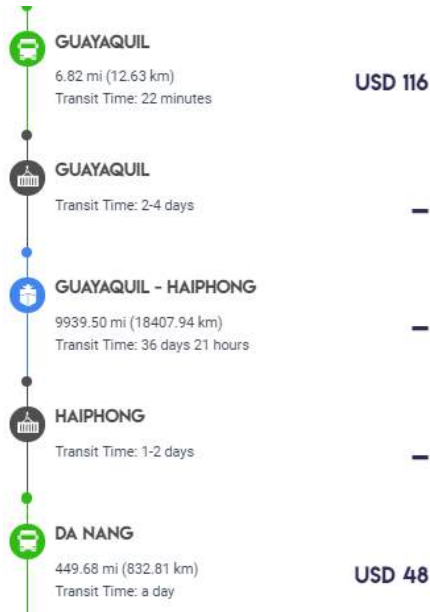 GUAYAQUIL
6.82 mi (12.63 km)
Transit Time: 22 minutes
USD 116
GUAYAQUIL
Transit Time: 2-4 days
–
GUAYAQUIL - HAIPHONG
9939.50 mi (18407.94 km)
Transit Time: 36 days 21 hours
–
HAIPHONG
Transit Time: 1-2 days
–
DA NANG
449.68 mi (832.81 km)
Transit Time: a day
USD 48